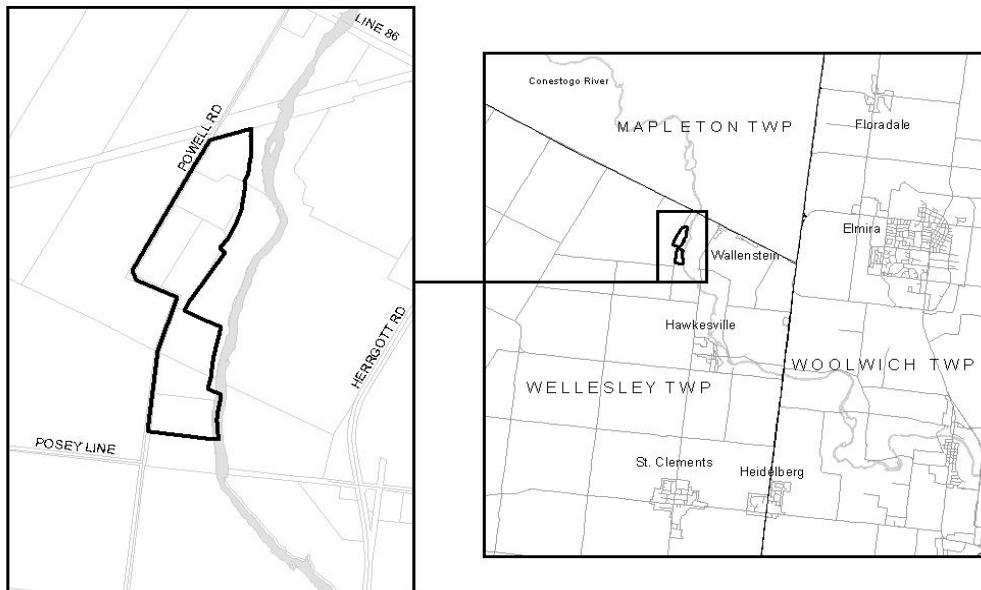 LINE 86
POWELL RD
HERRGOTT RD
POSEY LINE
Conestogo River
MAPLETON TWP
Floradale
Elmira
Wallenstein
Hawkesville
WOOLWICH TWP
WELLESLEY TWP
St. Clements
Heidelberg